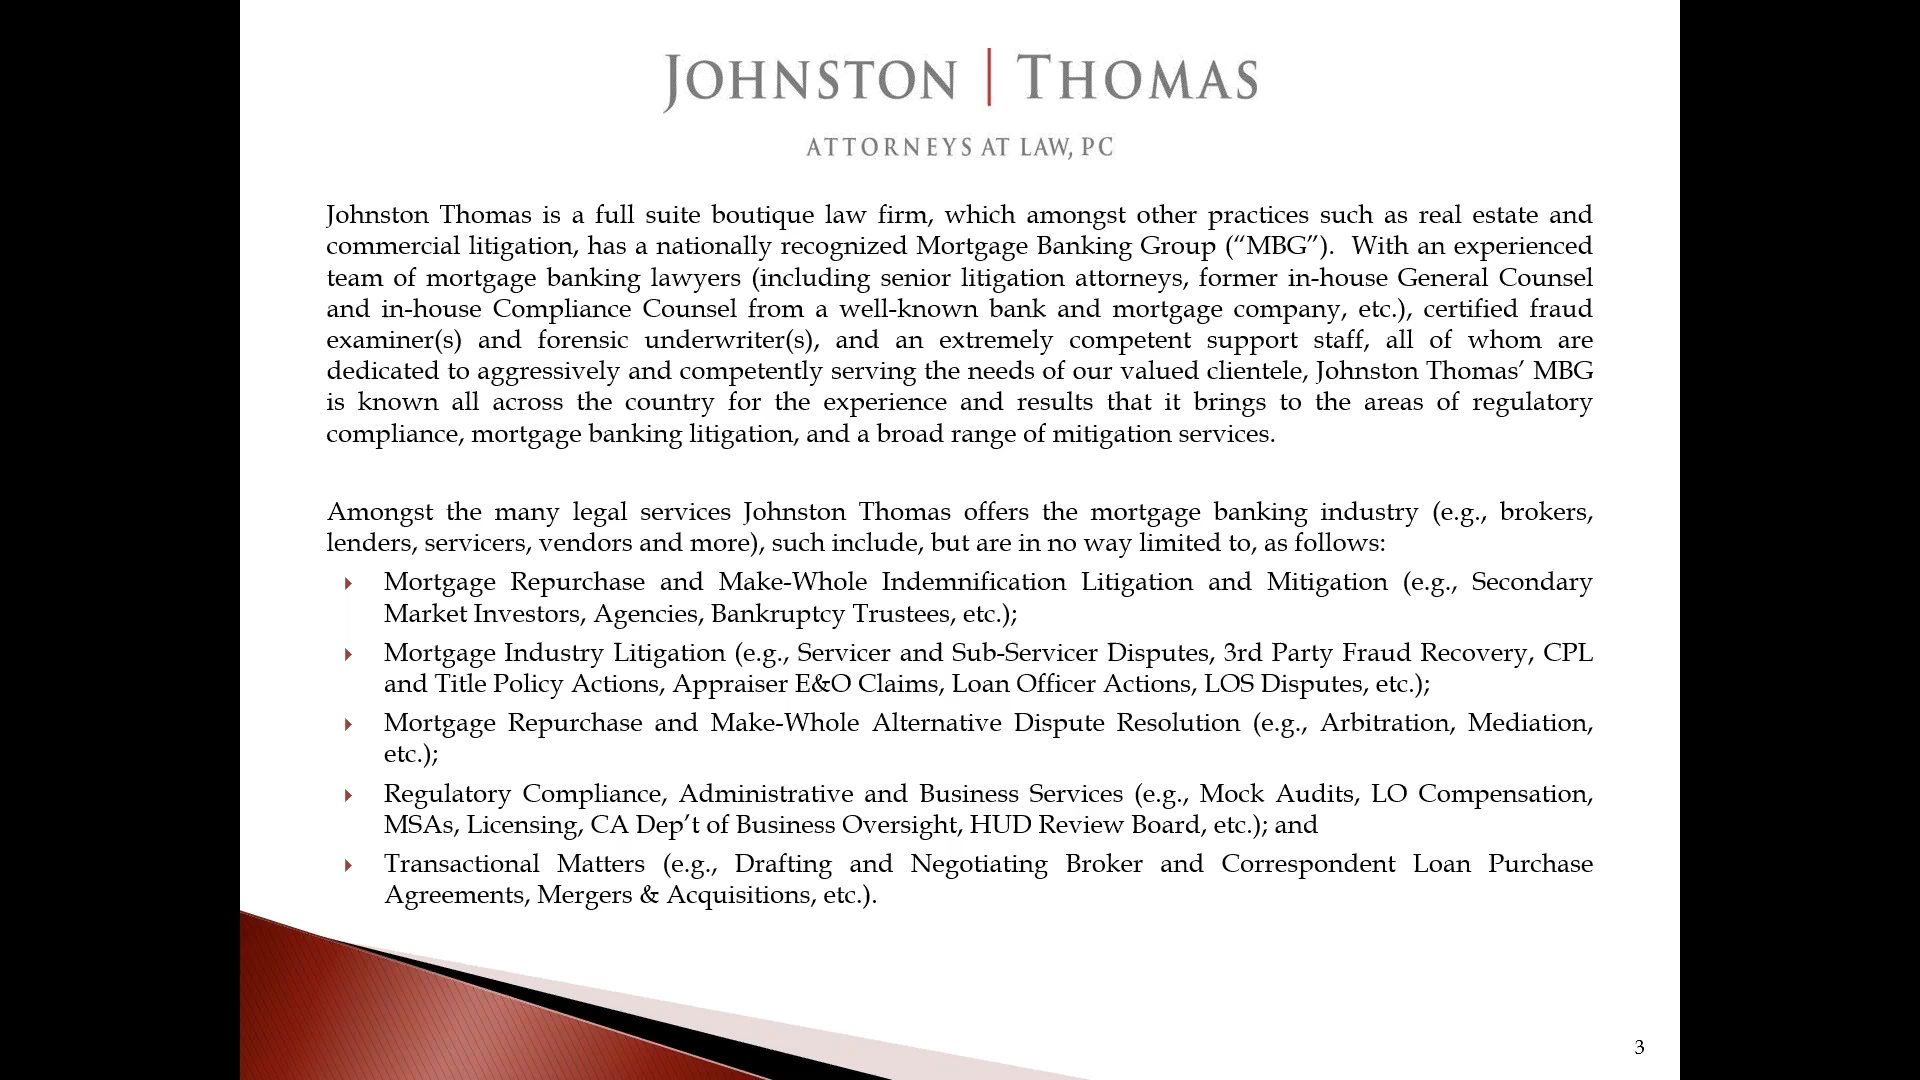 JOHNSTON | THOMAS
ATTORNEYS AT LAW, PC
Johnston Thomas is a full suite boutique law firm, which amongst other practices such as real estate and
commercial litigation, has a nationally recognized Mortgage Banking Group (“MBG”).  With an experienced
team of mortgage banking lawyers (including senior litigation attorneys, former in-house General Counsel
and in-house Compliance Counsel from a well-known bank and mortgage company, etc.), certified fraud
examiner(s) and forensic underwriter(s), and an extremely competent support staff, all of whom are
dedicated to aggressively and competently serving the needs of our valued clientele, Johnston Thomas’ MBG
is known all across the country for the experience and results that it brings to the areas of regulatory
compliance, mortgage banking litigation, and a broad range of mitigation services.
Amongst the many legal services Johnston Thomas offers the mortgage banking industry (e.g., brokers,
lenders, servicers, vendors and more), such include, but are in no way limited to, as follows:
Mortgage Repurchase and Make-Whole Indemnification Litigation and Mitigation (e.g., Secondary
Market Investors, Agencies, Bankruptcy Trustees, etc.);
Mortgage Industry Litigation (e.g., Servicer and Sub-Servicer Disputes, 3rd Party Fraud Recovery, CPL
and Title Policy Actions, Appraiser E&O Claims, Loan Officer Actions, LOS Disputes, etc.);
Mortgage Repurchase and Make-Whole Alternative Dispute Resolution (e.g., Arbitration, Mediation,
etc.);
Regulatory Compliance, Administrative and Business Services (e.g., Mock Audits, LO Compensation,
MSAs, Licensing, CA Dep’t of Business Oversight, HUD Review Board, etc.); and
Transactional Matters (e.g., Drafting and Negotiating Broker and Correspondent Loan Purchase
Agreements, Mergers & Acquisitions, etc.).
3